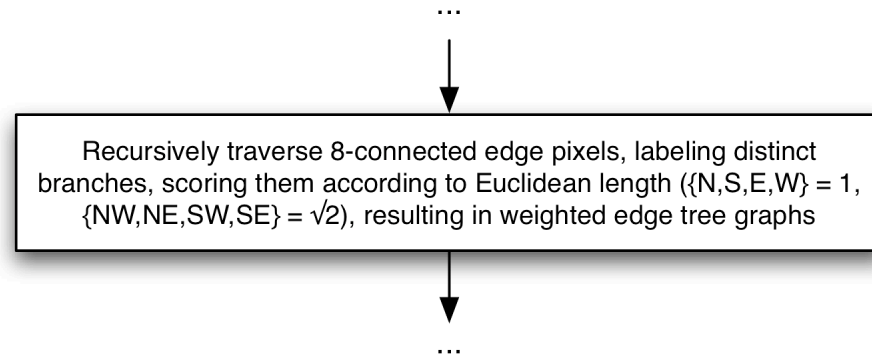 ...
Recursively traverse 8-connected edge pixels, labeling distinct
branches, scoring them according to Euclidean length ({N,S,E,W} = 1,
{NW,NE,SW,SE} = √2), resulting in weighted edge tree graphs
...